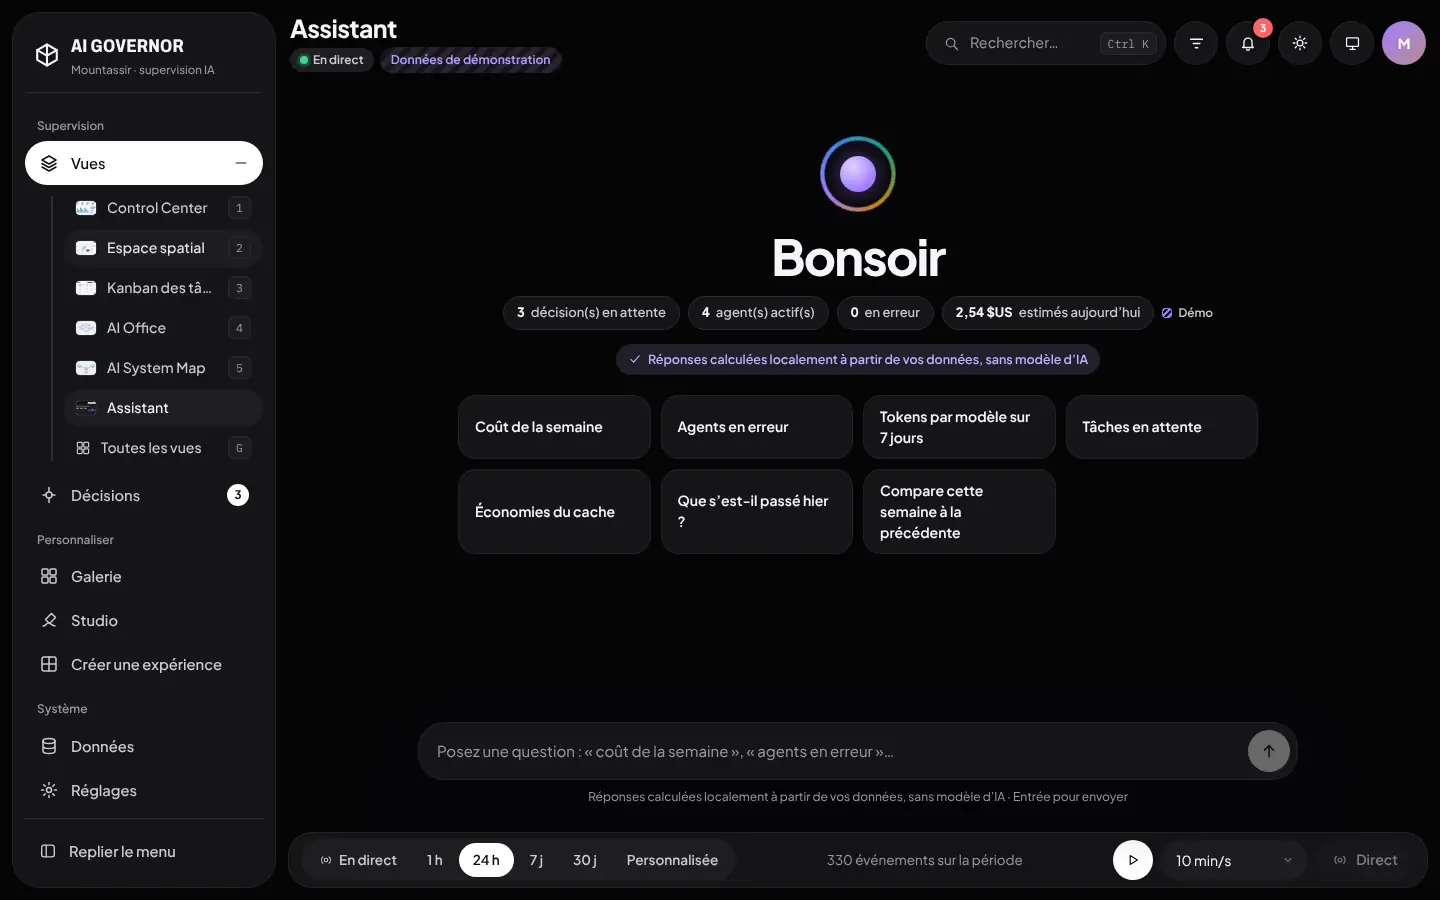 AI GOVERNOR
Mountassir · supervision IA
Supervision
Vues
Control Center 1
Espace spatial 2
Kanban des tâ... 3
AI Office 4
AI System Map 5
Assistant
Toutes les vues G
Décisions 3
Personnaliser
Galerie
Studio
Créer une expérience
Système
Données
Réglages
Replier le menu
Assistant
En direct
Données de démonstration
Rechercher... Ctrl K
3
M
Bonsoir
3 décision(s) en attente
4 agent(s) actif(s)
0 en erreur
2,54 $US estimés aujourd’hui
Démo
Réponses calculées localement à partir de vos données, sans modèle d’IA
Coût de la semaine
Agents en erreur
Tokens par modèle sur
7 jours
Tâches en attente
Économies du cache
Que s’est-il passé hier
?
Compare cette
semaine à la
précédente
Posez une question : « coût de la semaine », « agents en erreur »...
Réponses calculées localement à partir de vos données, sans modèle d’IA · Entrée pour envoyer
En direct 1 h 24 h 7 j 30 j Personnalisée
330 événements sur la période
10 min/s
Direct